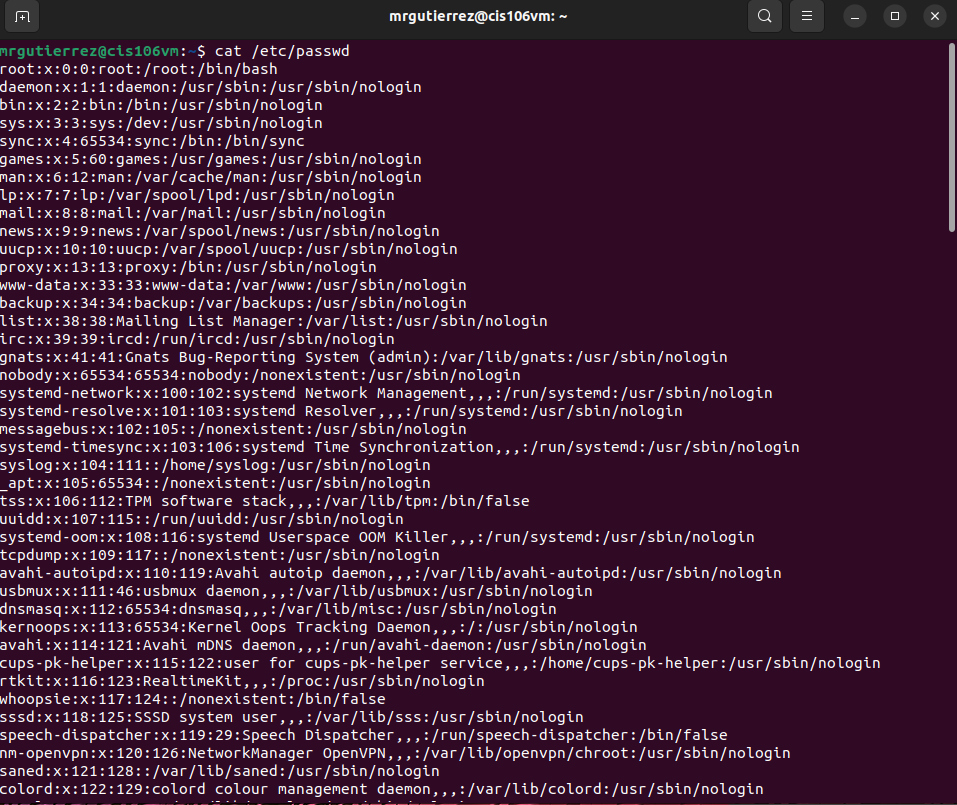 mrgutierrez@cis106vm: ~
mrgutierrez@cis106vm:~$ cat /etc/passwd
root:x:0:0:root:/root:/bin/bash
daemon:x:1:1:daemon:/usr/sbin:/usr/sbin/nologin
bin:x:2:2:bin:/bin:/usr/sbin/nologin
sys:x:3:3:sys:/dev:/usr/sbin/nologin
sync:x:4:65534:sync:/bin:/bin/sync
games:x:5:60:games:/usr/games:/usr/sbin/nologin
man:x:6:12:man:/var/cache/man:/usr/sbin/nologin
lp:x:7:7:lp:/var/spool/lpd:/usr/sbin/nologin
mail:x:8:8:mail:/var/mail:/usr/sbin/nologin
news:x:9:9:news:/var/spool/news:/usr/sbin/nologin
uucp:x:10:10:uucp:/var/spool/uucp:/usr/sbin/nologin
proxy:x:13:13:proxy:/bin:/usr/sbin/nologin
www-data:x:33:33:www-data:/var/www:/usr/sbin/nologin
backup:x:34:34:backup:/var/backups:/usr/sbin/nologin
list:x:38:38:Mailing List Manager:/var/list:/usr/sbin/nologin
irc:x:39:39:ircd:/run/ircd:/usr/sbin/nologin
gnats:x:41:41:Gnats Bug-Reporting System (admin):/var/lib/gnats:/usr/sbin/nologin
nobody:x:65534:65534:nobody:/nonexistent:/usr/sbin/nologin
systemd-network:x:100:102:systemd Network Management,,,:/run/systemd:/usr/sbin/nologin
systemd-resolve:x:101:103:systemd Resolver,,,:/run/systemd:/usr/sbin/nologin
messagebus:x:102:105::/nonexistent:/usr/sbin/nologin
systemd-timesync:x:103:106:systemd Time Synchronization,,,:/run/systemd:/usr/sbin/nologin
syslog:x:104:111::/home/syslog:/usr/sbin/nologin
_apt:x:105:65534::/nonexistent:/usr/sbin/nologin
tss:x:106:112:TPM software stack,,,:/var/lib/tpm:/bin/false
uuidd:x:107:115::/run/uuidd:/usr/sbin/nologin
systemd-oom:x:108:116:systemd Userspace OOM Killer,,,:/run/systemd:/usr/sbin/nologin
tcpdump:x:109:117::/nonexistent:/usr/sbin/nologin
avahi-autoipd:x:110:119:Avahi autoip daemon,,,:/var/lib/avahi-autoipd:/usr/sbin/nologin
usbmux:x:111:46:usbmux daemon,,,:/var/lib/usbmux:/usr/sbin/nologin
dnsmasq:x:112:65534:dnsmasq,,,:/var/lib/misc:/usr/sbin/nologin
kernoops:x:113:65534:Kernel Oops Tracking Daemon,,,:/:/usr/sbin/nologin
avahi:x:114:121:Avahi mDNS daemon,,,:/run/avahi-daemon:/usr/sbin/nologin
cups-pk-helper:x:115:122:user for cups-pk-helper service,,,:/home/cups-pk-helper:/usr/sbin/nologin
rtkit:x:116:123:RealtimeKit,,,:/proc:/usr/sbin/nologin
whoopsie:x:117:124::/nonexistent:/bin/false
sssd:x:118:125:SSSD system user,,,:/var/lib/sss:/usr/sbin/nologin
speech-dispatcher:x:119:29:Speech Dispatcher,,,:/run/speech-dispatcher:/bin/false
nm-openvpn:x:120:126:NetworkManager OpenVPN,,,:/var/lib/openvpn/chroot:/usr/sbin/nologin
saned:x:121:128::/var/lib/saned:/usr/sbin/nologin
colord:x:122:129:colord colour management daemon,,,:/var/lib/colord:/usr/sbin/nologin